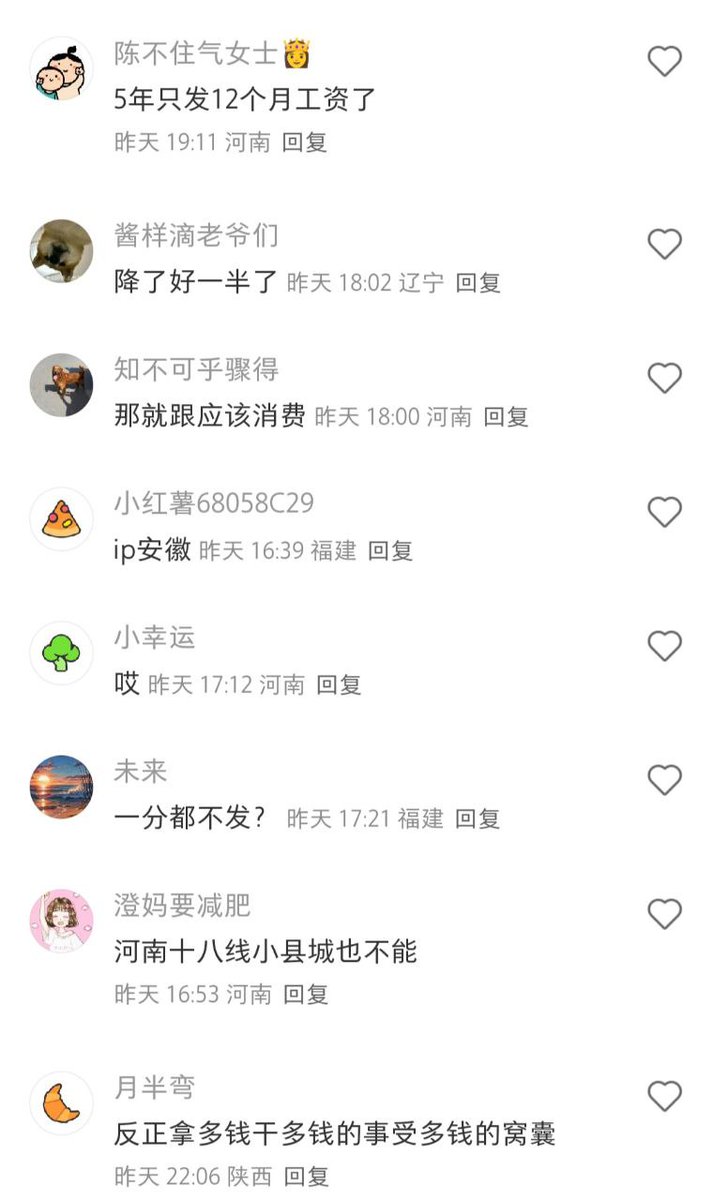 陈不住气女士👸
5年只发12个月工资了
昨天 19:11 河南 回复
酱样滴老爷们
降了好一半了 昨天 18:02 辽宁 回复
知不可乎骤得
那就跟应该消费 昨天 18:00 河南 回复
小红薯68058C29
ip安徽 昨天 16:39 福建 回复
小幸运
哎 昨天 17:12 河南 回复
未来
一分都不发? 昨天 17:21 福建 回复
澄妈要减肥
河南十八线小县城也不能
昨天 16:53 河南 回复
月半弯
反正拿多钱干多钱的事受多钱的窝囊
昨天 22:06 陕西 回复